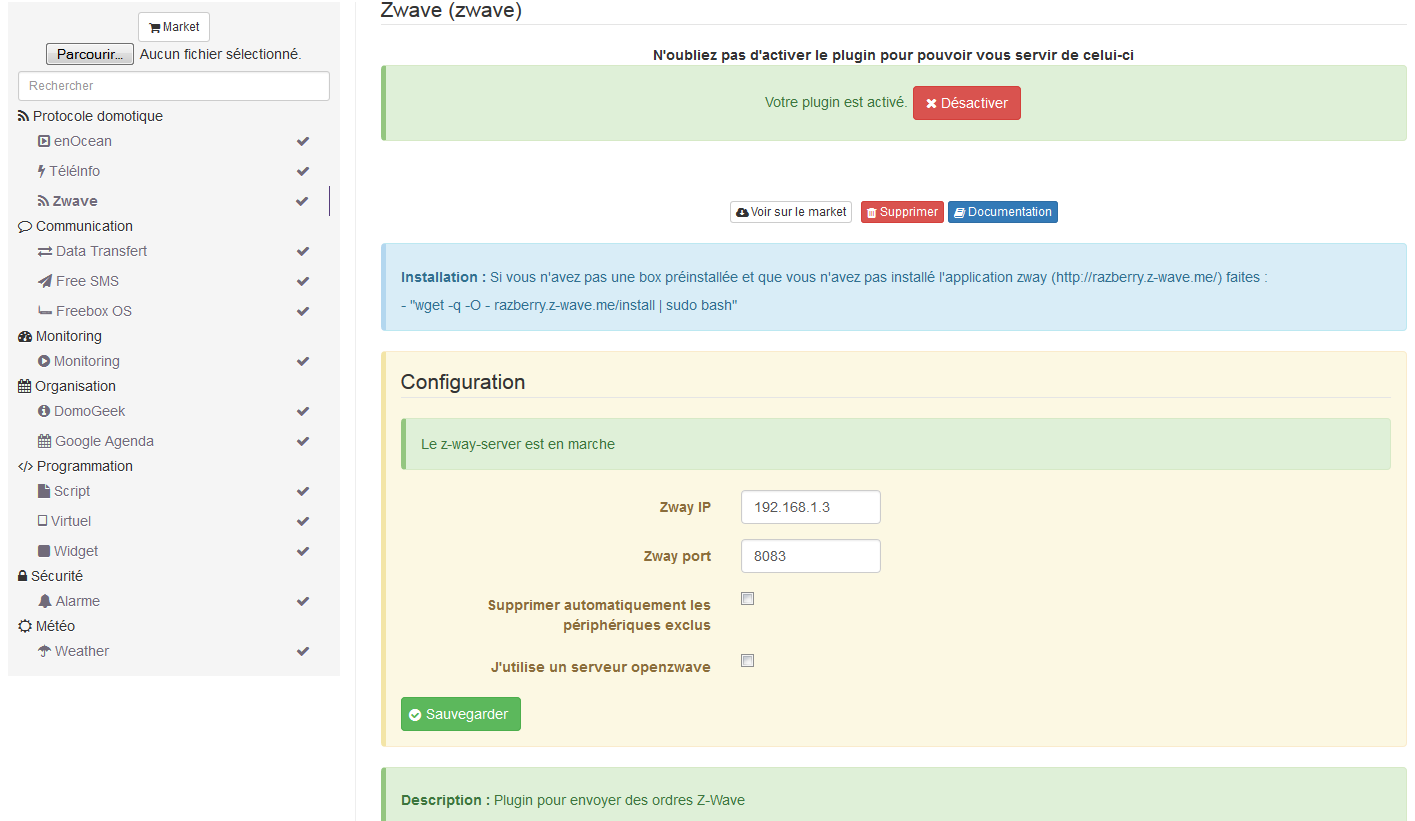 Market
Parcourir... Aucun fichier sélectionné.
Rechercher
Protocole domotique
enOcean
TéléInfo
Zwave
Communication
Data Transfert
Free SMS
Freebox OS
Monitoring
Monitoring
Organisation
DomoGeek
Google Agenda
Programmation
Script
Virtuel
Widget
Sécurité
Alarme
Météo
Weather
Zwave (zwave)
N'oubliez pas d'activer le plugin pour pouvoir vous servir de celui-ci
Votre plugin est activé. Désactiver
Voir sur le market Supprimer Documentation
Installation : Si vous n'avez pas une box préinstallée et que vous n'avez pas installé l'application zway (http://razberry.z-wave.me/) faites :
- "wget -q -O - razberry.z-wave.me/install | sudo bash"
Configuration
Le z-way-server est en marche
Zway IP 192.168.1.3
Zway port 8083
Supprimer automatiquement les
périphériques exclus
J'utilise un serveur openzwave
Sauvegarder
Description : Plugin pour envoyer des ordres Z-Wave